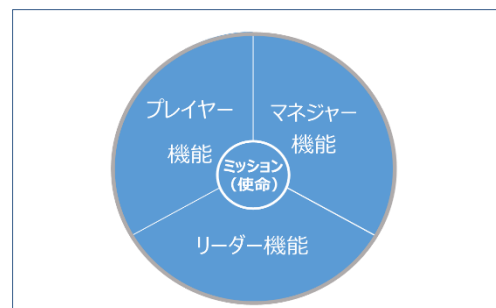 プレイヤー
機能
マネジャー
機能
ミッション
（使命）
リーダー機能